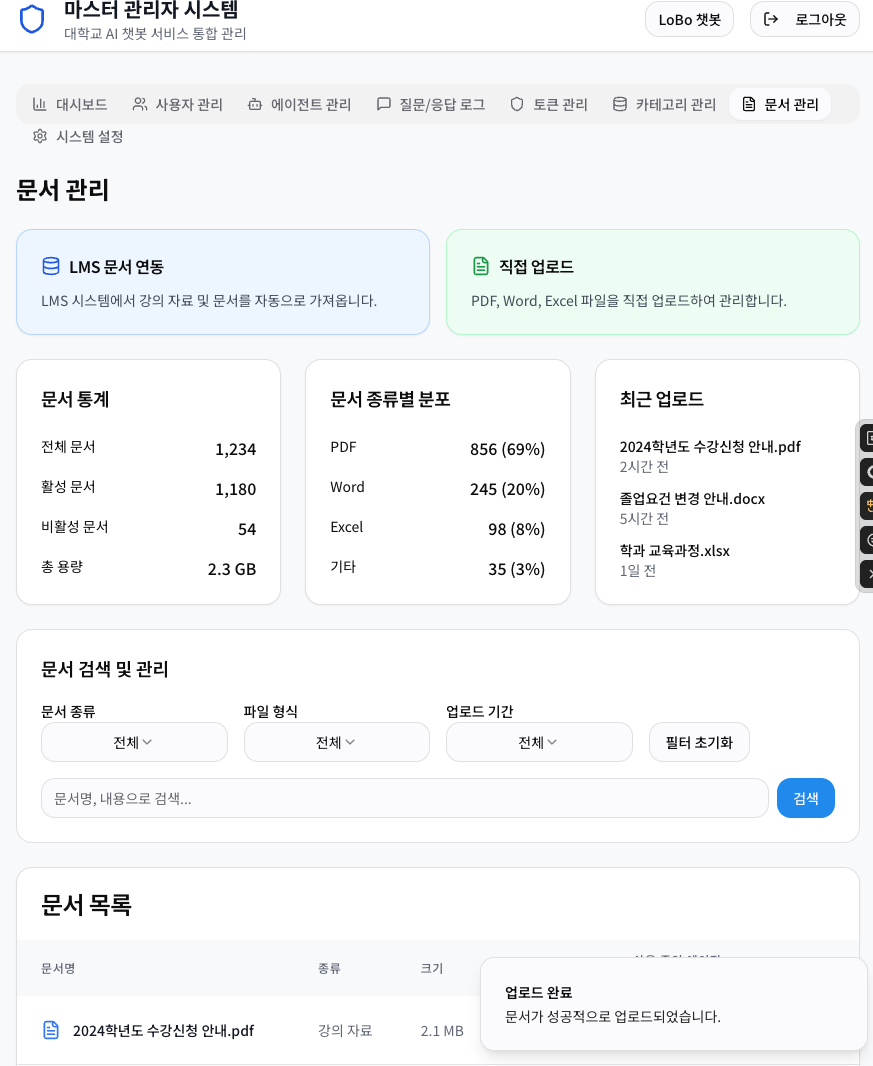 마스터 관리자 시스템
대학교 AI 챗봇 서비스 통합 관리
LoBo 챗봇
로그아웃
대시보드
사용자 관리
에이전트 관리
질문/응답 로그
토큰 관리
카테고리 관리
문서 관리
시스템 설정
문서 관리
LMS 문서 연동
LMS 시스템에서 강의 자료 및 문서를 자동으로 가져옵니다.
직접 업로드
PDF, Word, Excel 파일을 직접 업로드하여 관리합니다.
문서 통계
전체 문서 1,234
활성 문서 1,180
비활성 문서 54
총 용량 2.3 GB
문서 종류별 분포
PDF 856 (69%)
Word 245 (20%)
Excel 98 (8%)
기타 35 (3%)
최근 업로드
2024학년도 수강신청 안내.pdf
2시간 전
졸업요건 변경 안내.docx
5시간 전
학과 교육과정.xlsx
1일 전
문서 검색 및 관리
문서 종류
전체
파일 형식
전체
업로드 기간
전체
필터 초기화
문서명, 내용으로 검색...
검색
문서 목록
문서명 종류 크기
2024학년도 수강신청 안내.pdf 강의 자료 2.1 MB
업로드 완료
문서가 성공적으로 업로드되었습니다.